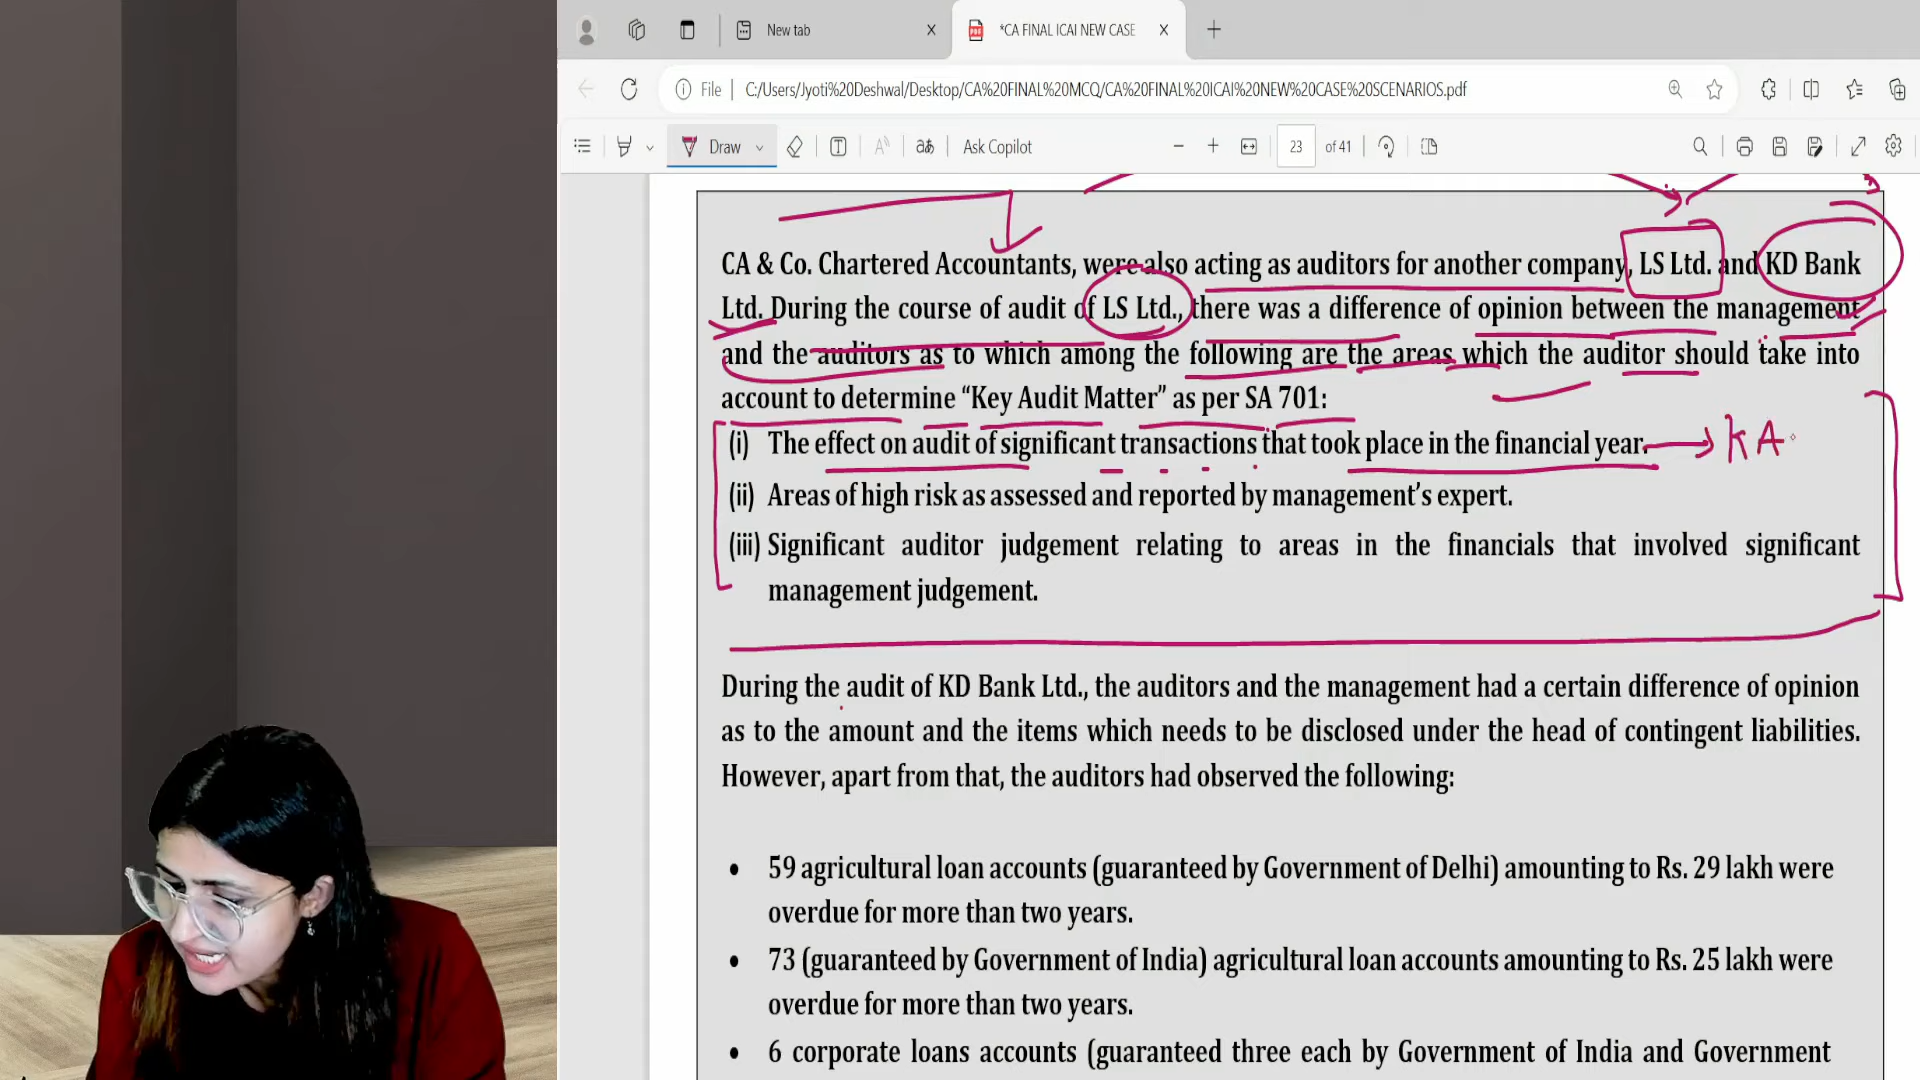 New tab
*CA FINAL ICAI NEW CASE
File
C:/Users/Jyoti%20Deshwal/Desktop/CA%20FINAL%20MCQ/CA%20FINAL%20ICAI%20NEW%20CASE%20SCENARIOS.pdf
Draw
aあ
Ask Copilot
23 of 41
CA & Co. Chartered Accountants, were also acting as auditors for another company, LS Ltd. and KD Bank
Ltd. During the course of audit of LS Ltd., there was a difference of opinion between the management
and the auditors as to which among the following are the areas which the auditor should take into
account to determine “Key Audit Matter” as per SA 701:
(i) The effect on audit of significant transactions that took place in the financial year. KA
(ii) Areas of high risk as assessed and reported by management’s expert.
(iii) Significant auditor judgement relating to areas in the financials that involved significant
management judgement.
During the audit of KD Bank Ltd., the auditors and the management had a certain difference of opinion
as to the amount and the items which needs to be disclosed under the head of contingent liabilities.
However, apart from that, the auditors had observed the following:
• 59 agricultural loan accounts (guaranteed by Government of Delhi) amounting to Rs. 29 lakh were
overdue for more than two years.
• 73 (guaranteed by Government of India) agricultural loan accounts amounting to Rs. 25 lakh were
overdue for more than two years.
• 6 corporate loans accounts (guaranteed three each by Government of India and Government